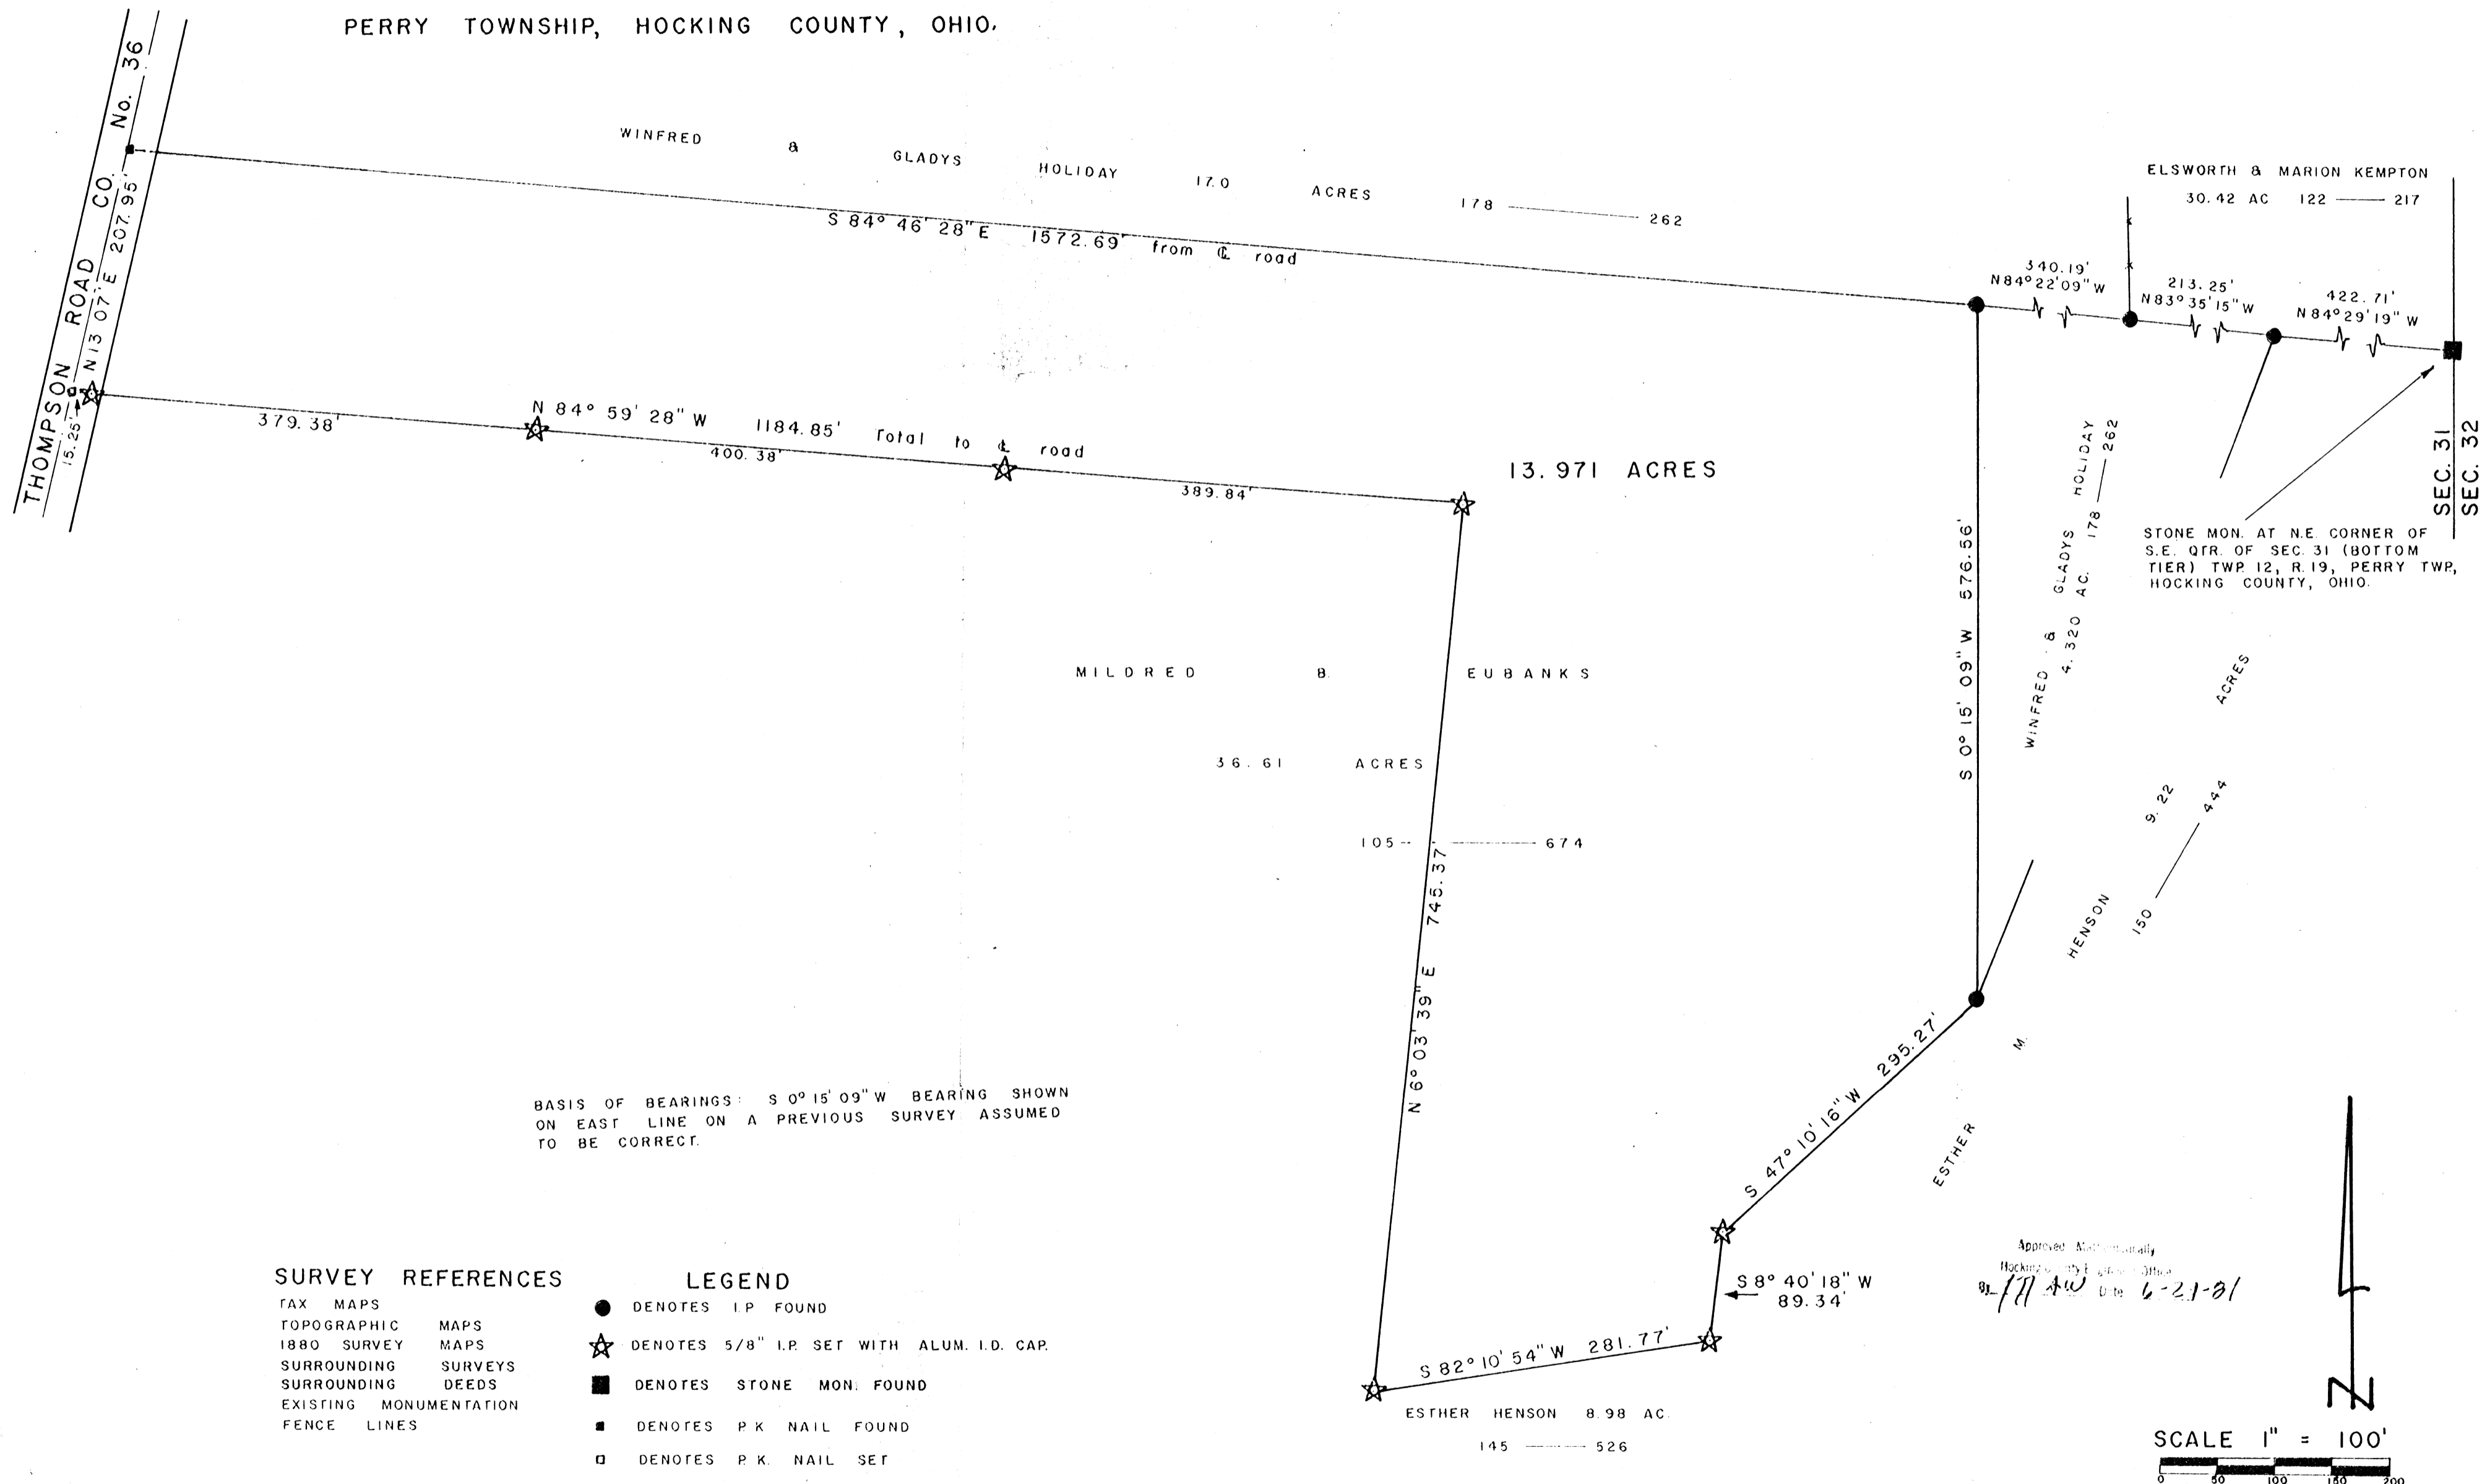 PERRY TOWNSHIP, HOCKING COUNTY, OHIO.
THOMPSON ROAD CO. No. 36
N 13 07' E 207.95'
15.25'
WINFRED & GLADYS HOLIDAY 17.0 ACRES 178 — 262
S 84° 46' 28" E 1572.69' from ℄ road
ELSWORTH & MARION KEMPTON
30.42 AC 122 — 217
340.19'
N 84° 22' 09" W
213.25'
N 83° 35' 15" W
422.71'
N 84° 29' 19" W
SEC. 31
SEC. 32
379.38'
N 84° 59' 28" W 1184.85' Total to ℄ road
400.38'
389.84'
13.971 ACRES
STONE MON. AT N.E. CORNER OF
S.E. QTR. OF SEC. 31 (BOTTOM
TIER) TWP. 12, R. 19, PERRY TWP.,
HOCKING COUNTY, OHIO.
S 0° 15' 09" W 576.56'
WINFRED & GLADYS HOLIDAY
4.320 AC. 178 — 262
MILDRED B. EUBANKS
36.61 ACRES
105 — 674
N 6° 03' 39" E 745.37'
ESTHER M. HENSON 9.22 ACRES
150 — 444
S 47° 10' 16" W 295.27'
S 8° 40' 18" W
89.34'
S 82° 10' 54" W 281.77'
ESTHER HENSON 8.98 AC.
145 — 526
BASIS OF BEARINGS: S 0° 15' 09" W BEARING SHOWN
ON EAST LINE ON A PREVIOUS SURVEY ASSUMED
TO BE CORRECT.
SURVEY REFERENCES
TAX MAPS
TOPOGRAPHIC MAPS
1880 SURVEY MAPS
SURROUNDING SURVEYS
SURROUNDING DEEDS
EXISTING MONUMENTATION
FENCE LINES
LEGEND
DENOTES I.P FOUND
DENOTES 5/8" I.P. SET WITH ALUM. I.D. CAP.
DENOTES STONE MON. FOUND
DENOTES P.K NAIL FOUND
DENOTES P.K. NAIL SET
Approved Mathematically
Hocking County Engineer's Office
By Date 6-21-81
N
SCALE 1" = 100'
0 50 100 150 200